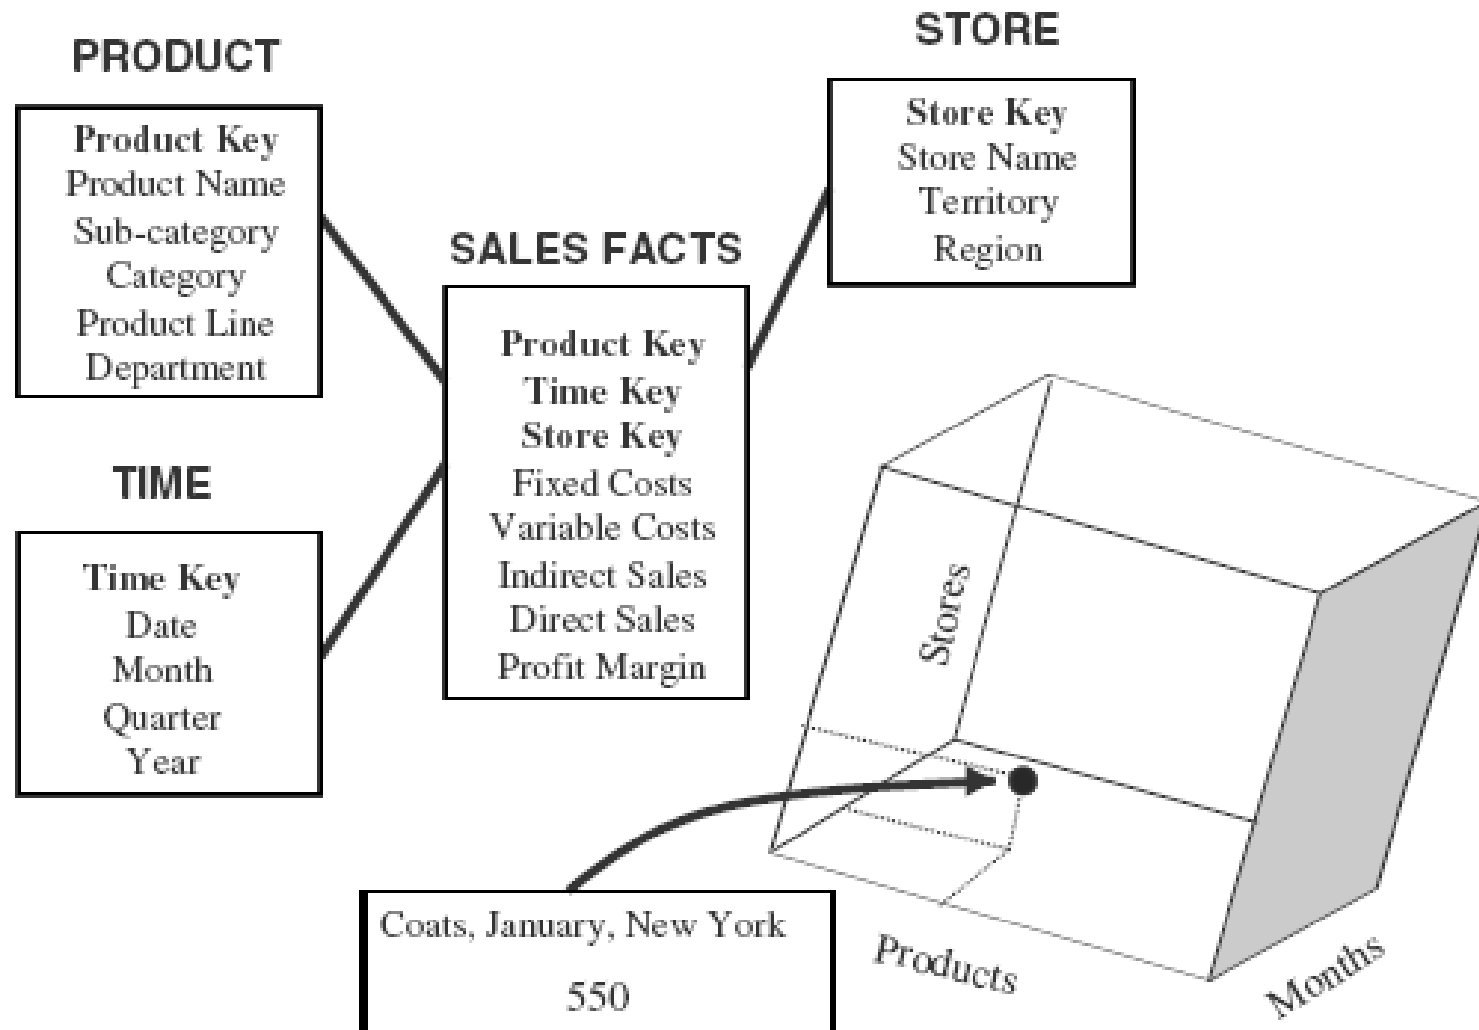 PRODUCT
Product Key
Product Name
Sub-category
Category
Product Line
Department
STORE
Store Key
Store Name
Territory
Region
SALES FACTS
Product Key
Time Key
Store Key
Fixed Costs
Variable Costs
Indirect Sales
Direct Sales
Profit Margin
TIME
Time Key
Date
Month
Quarter
Year
Stores
Products
Months
Coats, January, New York
550